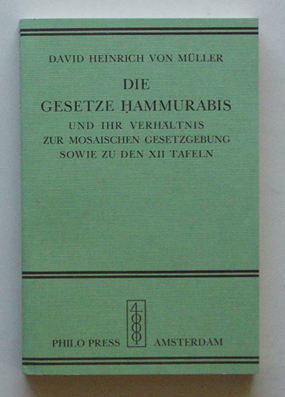 DAVID HEINRICH VON MÜLLER
DIE
GESETZE ḤAMMURABIS
UND IHR VERHÄLTNIS
ZUR MOSAISCHEN GESETZGEBUNG
SOWIE ZU DEN XII TAFELN
PHILO PRESS AMSTERDAM